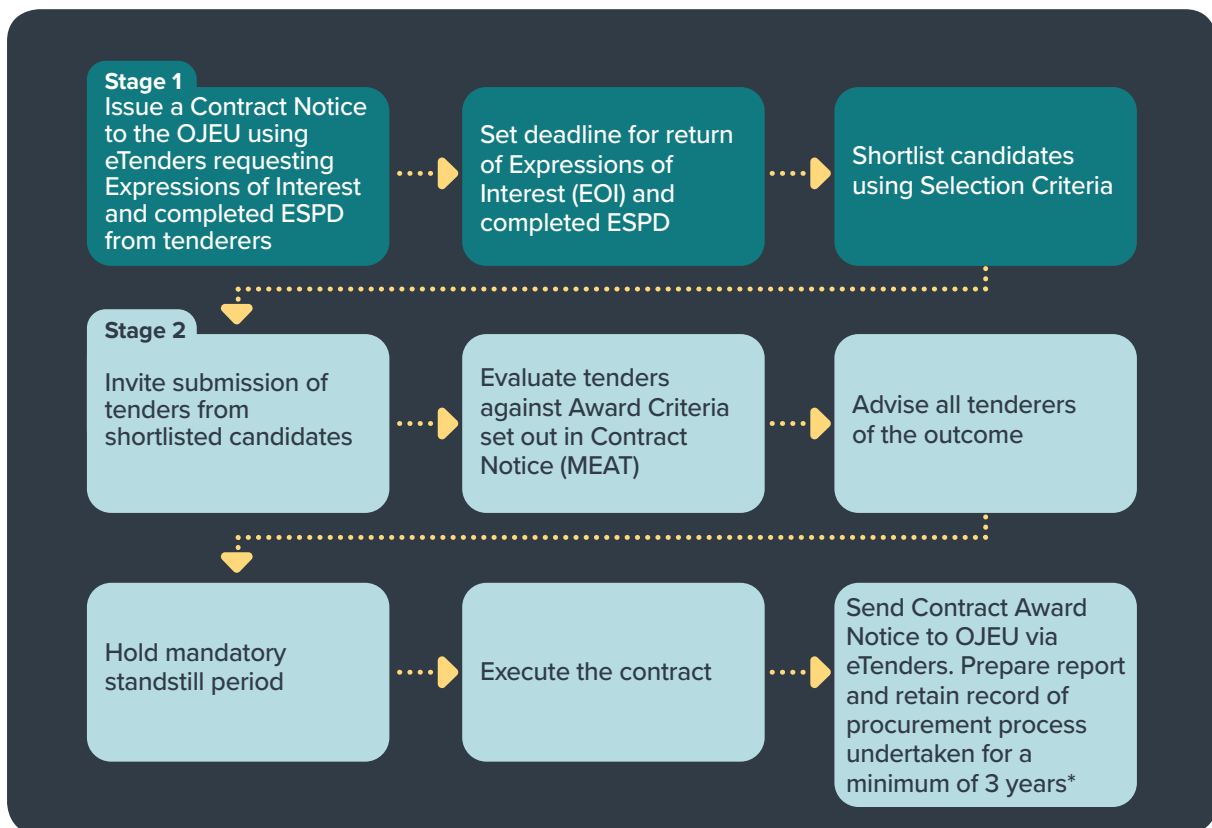 Stage 1
Issue a Contract Notice
to the OJEU using
eTenders requesting
Expressions of Interest
and completed ESPD
from tenderers
Set deadline for return
of Expressions of
Interest (EOI) and
completed ESPD
Shortlist candidates
using Selection Criteria
Stage 2
Invite submission of
tenders from
shortlisted candidates
Evaluate tenders
against Award Criteria
set out in Contract
Notice (MEAT)
Advise all tenderers
of the outcome
Hold mandatory
standstill period
Execute the contract
Send Contract Award
Notice to OJEU via
eTenders. Prepare report
and retain record of
procurement process
undertaken for a
minimum of 3 years*